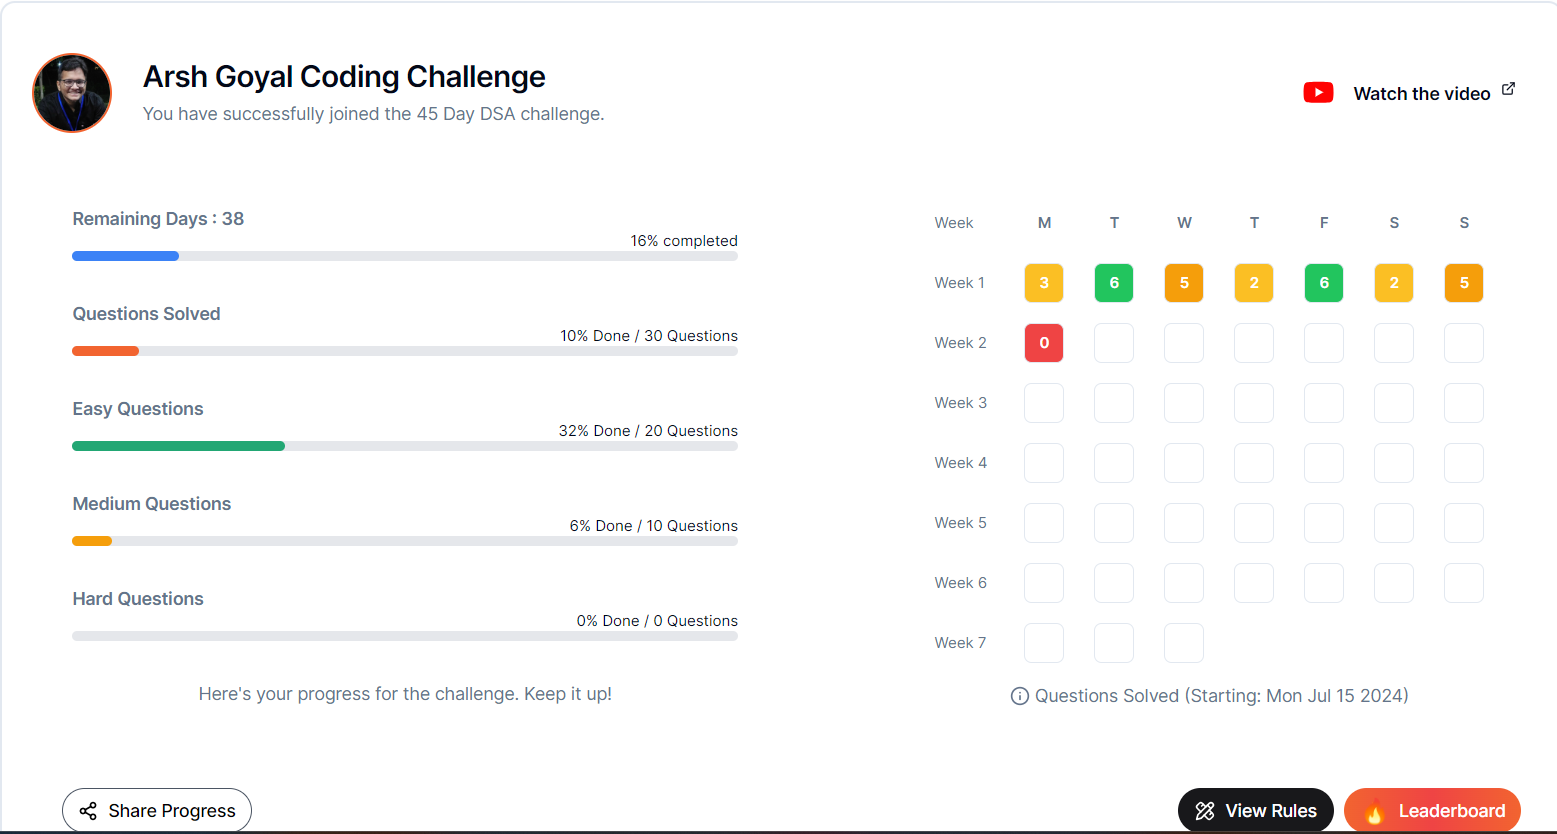 Arsh Goyal Coding Challenge
You have successfully joined the 45 Day DSA challenge.
Watch the video
Remaining Days : 38
16% completed
Questions Solved
10% Done / 30 Questions
Easy Questions
32% Done / 20 Questions
Medium Questions
6% Done / 10 Questions
Hard Questions
0% Done / 0 Questions
Here's your progress for the challenge. Keep it up!
Week M T W T F S S
Week 1 3 6 5 2 6 2 5
Week 2 0
Week 3
Week 4
Week 5
Week 6
Week 7
Questions Solved (Starting: Mon Jul 15 2024)
Share Progress
View Rules
Leaderboard